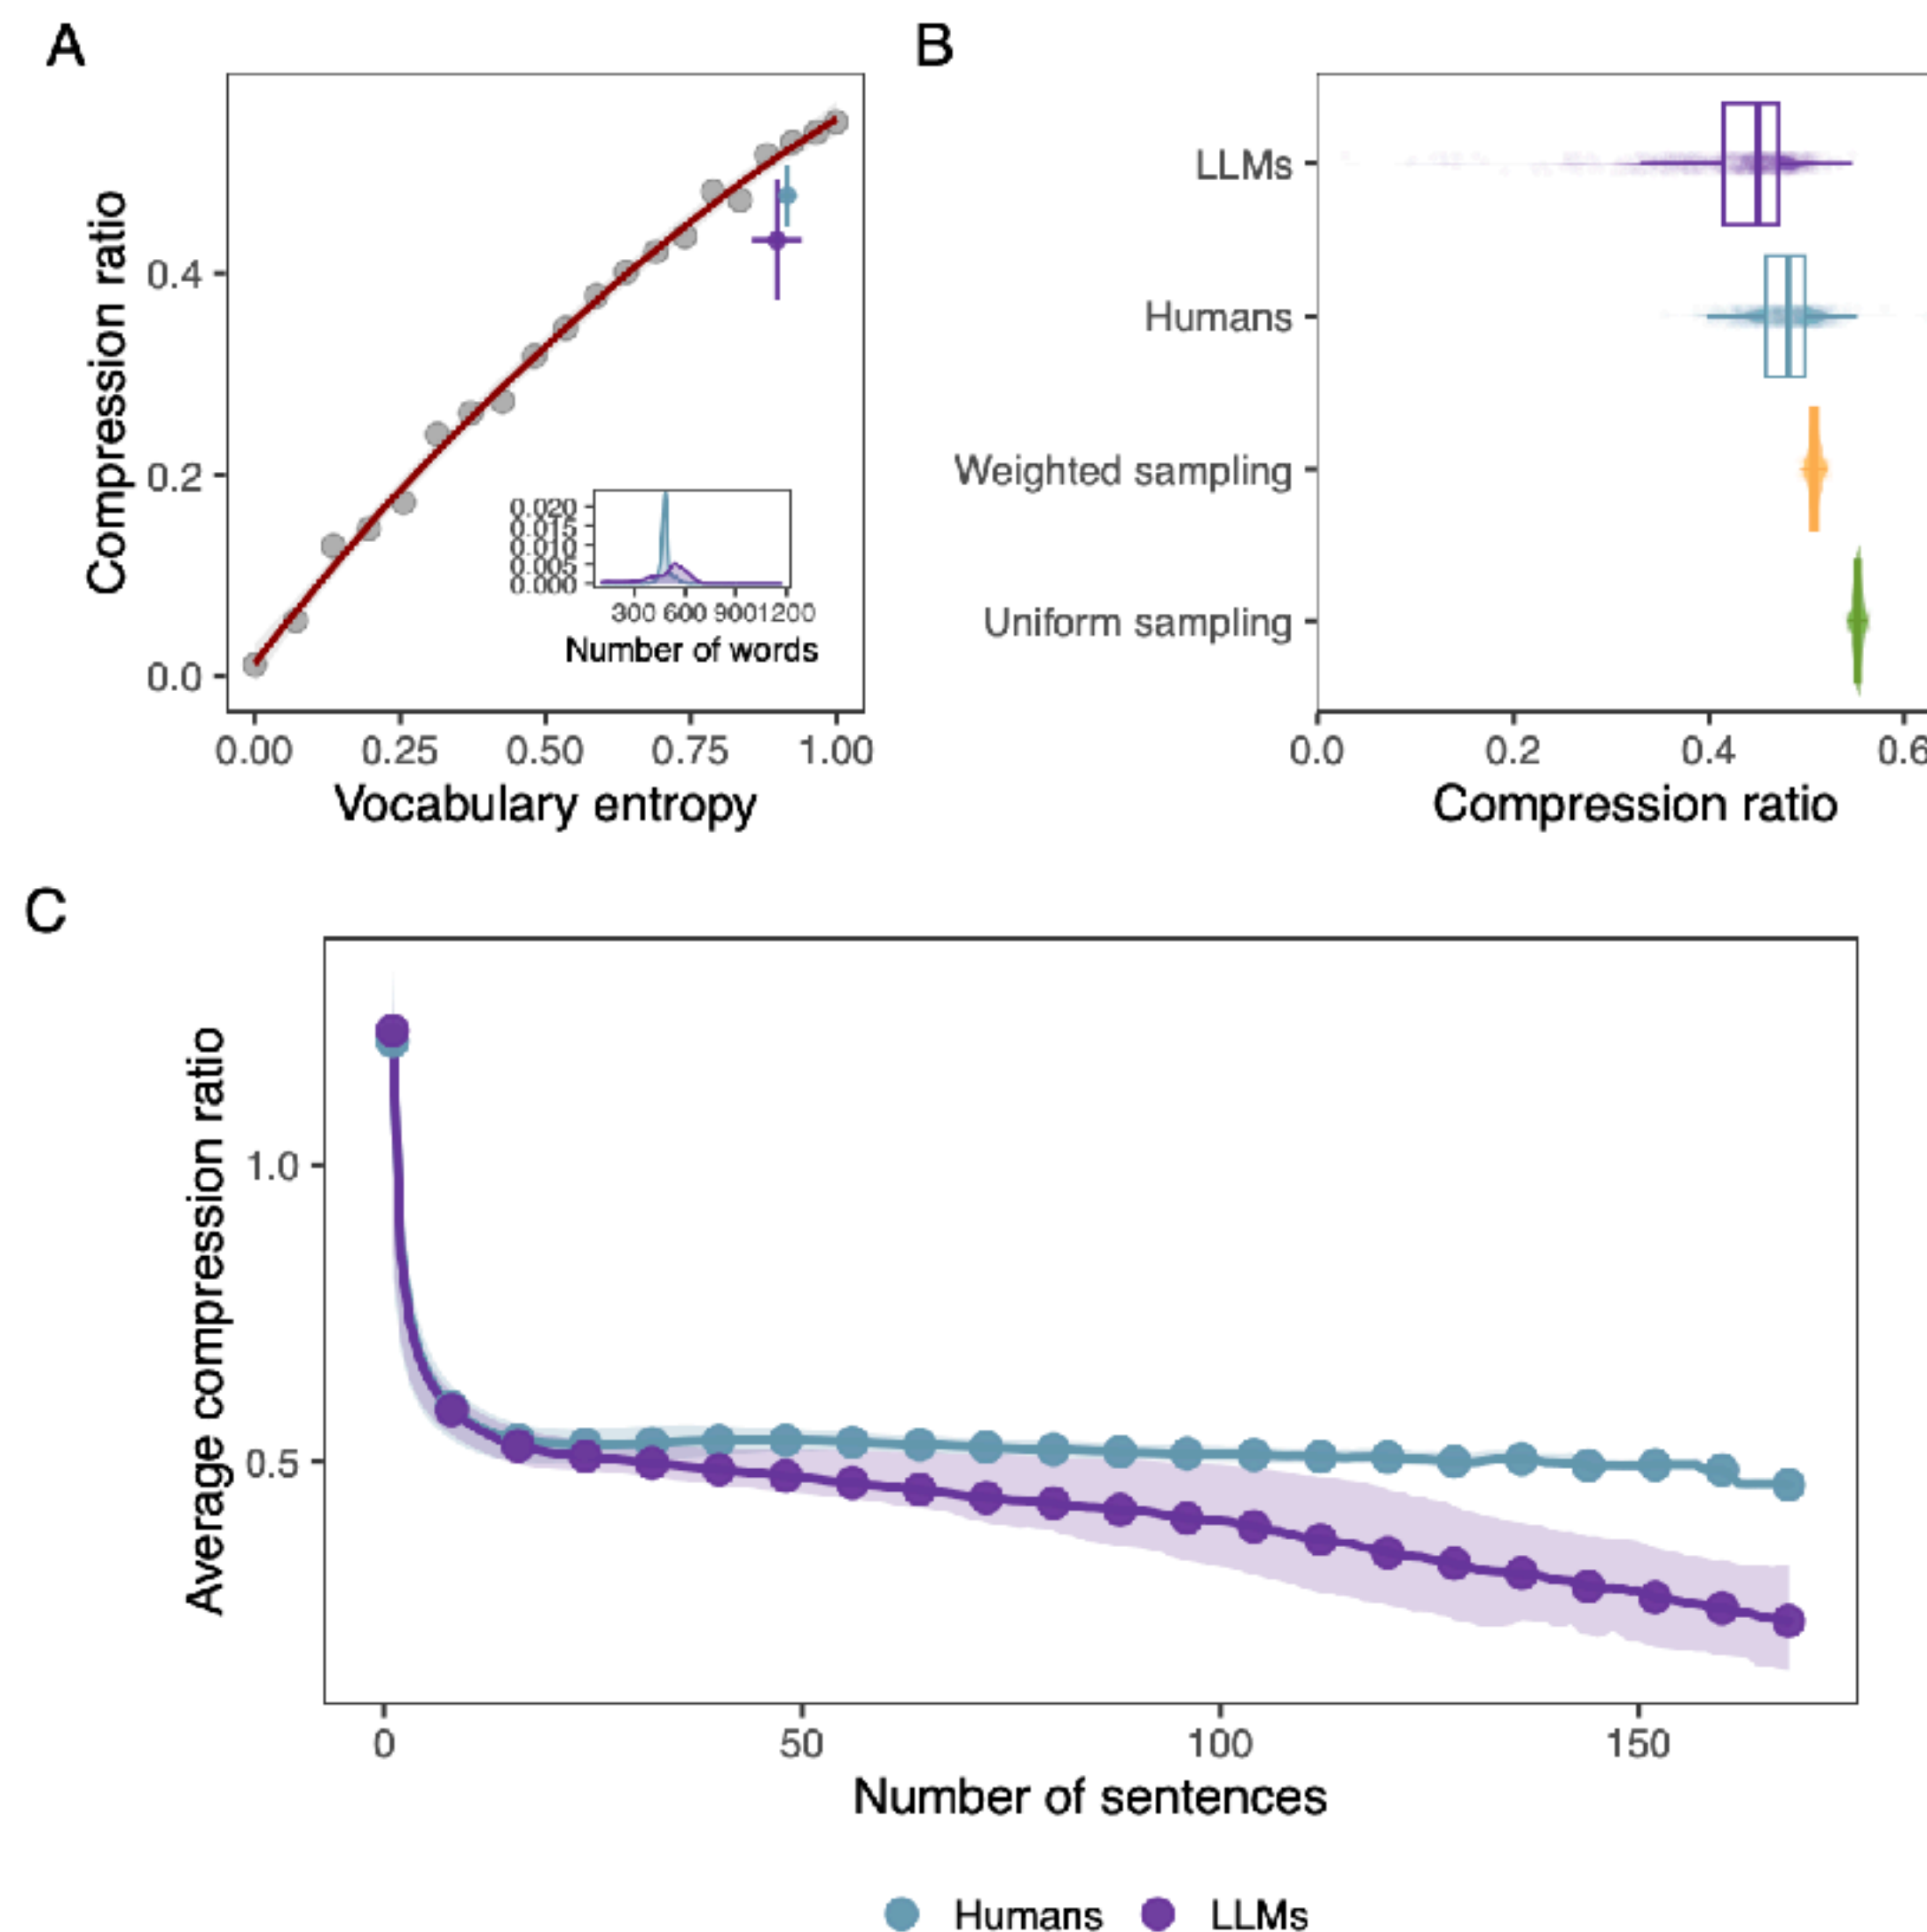 A
Compression ratio
0.4
0.2
0.0
0.020
0.015
0.010
0.005
0.000
300 600 900 1200
Number of words
0.00 0.25 0.50 0.75 1.00
Vocabulary entropy
B
LLMs
Humans
Weighted sampling
Uniform sampling
0.0 0.2 0.4 0.6
Compression ratio
C
Average compression ratio
1.0
0.5
0 50 100 150
Number of sentences
Humans LLMs